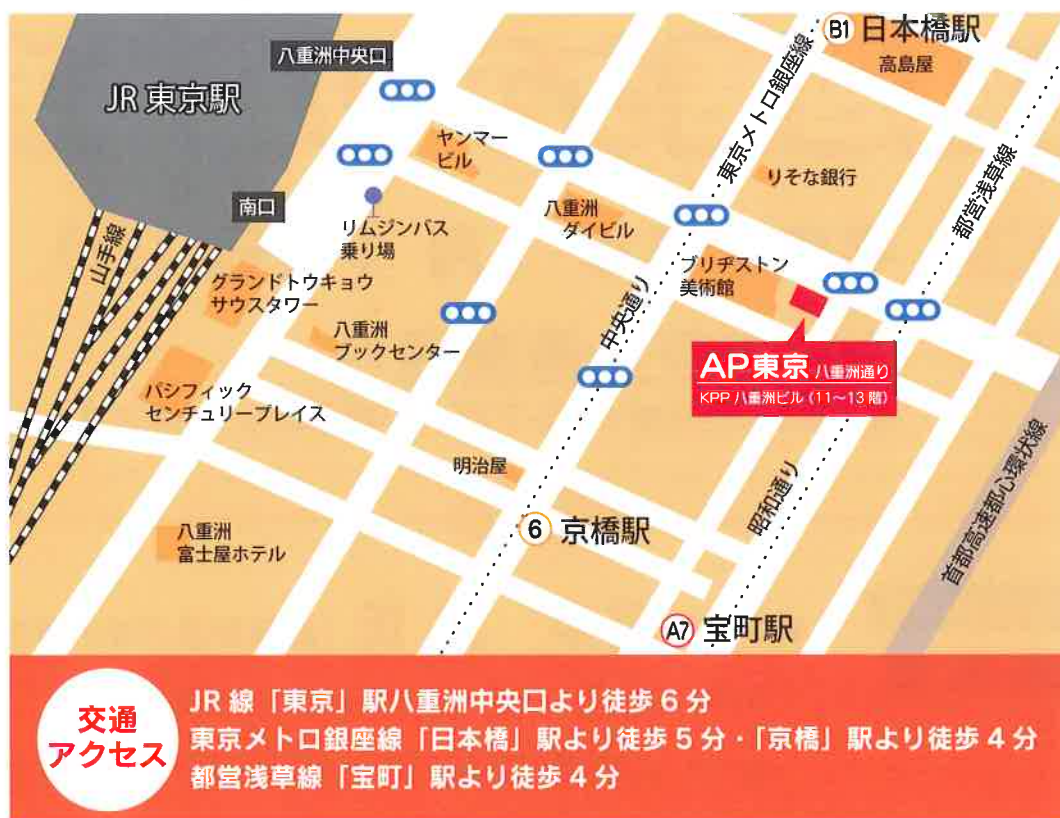 B1 日本橋駅
八重洲中央口
高島屋
JR 東京駅
東京メトロ銀座線
ヤンマー
ビル
りそな銀行
都営浅草線
南口
八重洲
ダイビル
リムジンバス
乗り場
山手線
ブリヂストン
美術館
グランドトウキョウ
サウスタワー
中央通り
八重洲
ブックセンター
AP東京 八重洲通り
KPP 八重洲ビル (11〜13 階)
パシフィック
センチュリープレイス
明治屋
昭和通り
首都高速都心環状線
6 京橋駅
八重洲
富士屋ホテル
A7 宝町駅
交通
アクセス
JR 線「東京」駅八重洲中央口より徒歩 6 分
東京メトロ銀座線「日本橋」駅より徒歩 5 分・「京橋」駅より徒歩 4 分
都営浅草線「宝町」駅より徒歩 4 分